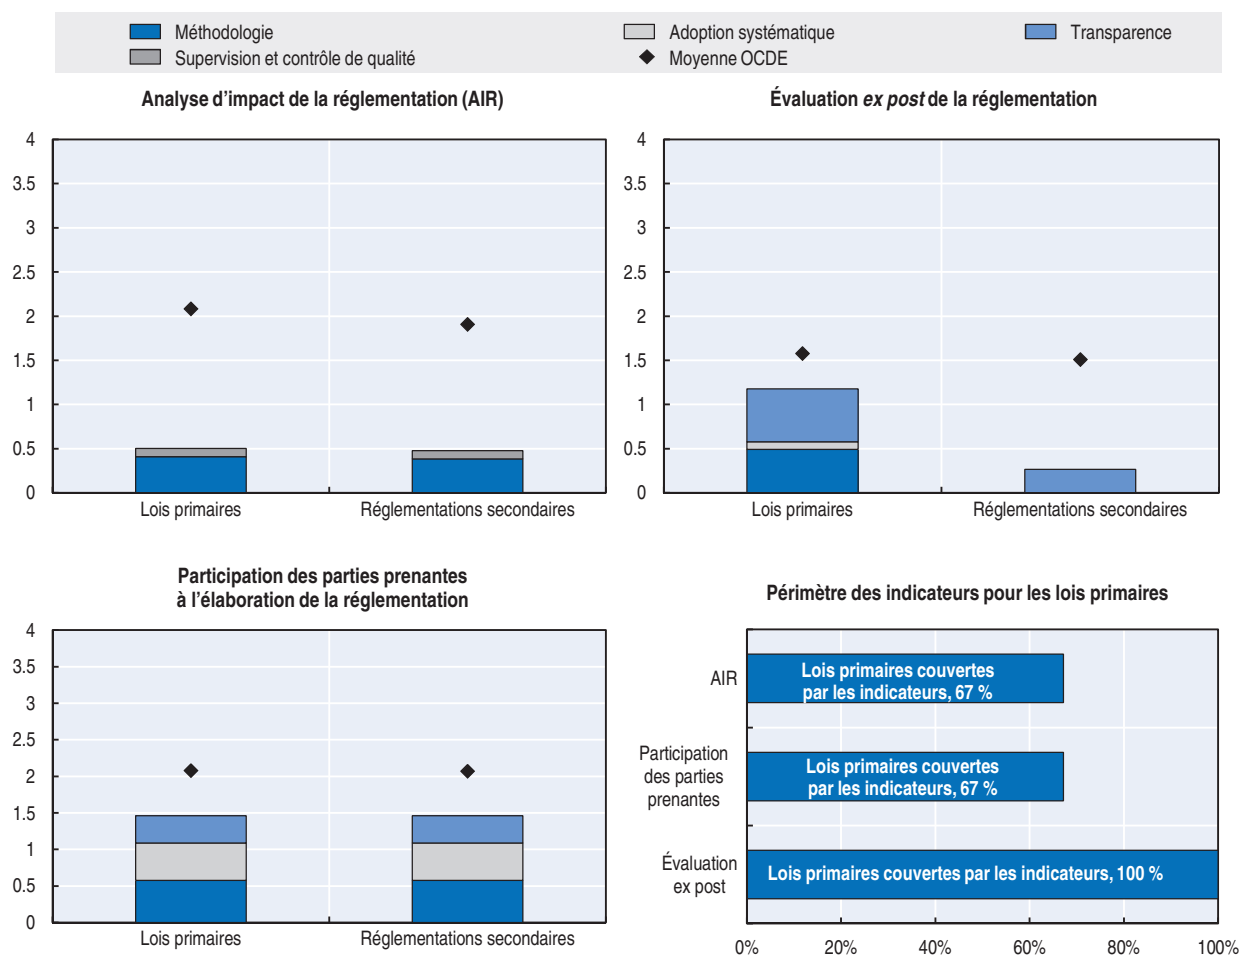 Méthodologie
Adoption systématique
Transparence
Supervision et contrôle de qualité
Moyenne OCDE
Analyse d'impact de la réglementation (AIR)
4
3.5
3
2.5
2
1.5
1
0.5
0
Lois primaires
Réglementations secondaires
Évaluation ex post de la réglementation
4
3.5
3
2.5
2
1.5
1
0.5
0
Lois primaires
Réglementations secondaires
Participation des parties prenantes
à l'élaboration de la réglementation
4
3.5
3
2.5
2
1.5
1
0.5
0
Lois primaires
Réglementations secondaires
Périmètre des indicateurs pour les lois primaires
AIR
Lois primaires couvertes
par les indicateurs, 67 %
Participation
des parties
prenantes
Lois primaires couvertes
par les indicateurs, 67 %
Évaluation
ex post
Lois primaires couvertes par les indicateurs, 100 %
0%
20%
40%
60%
80%
100%